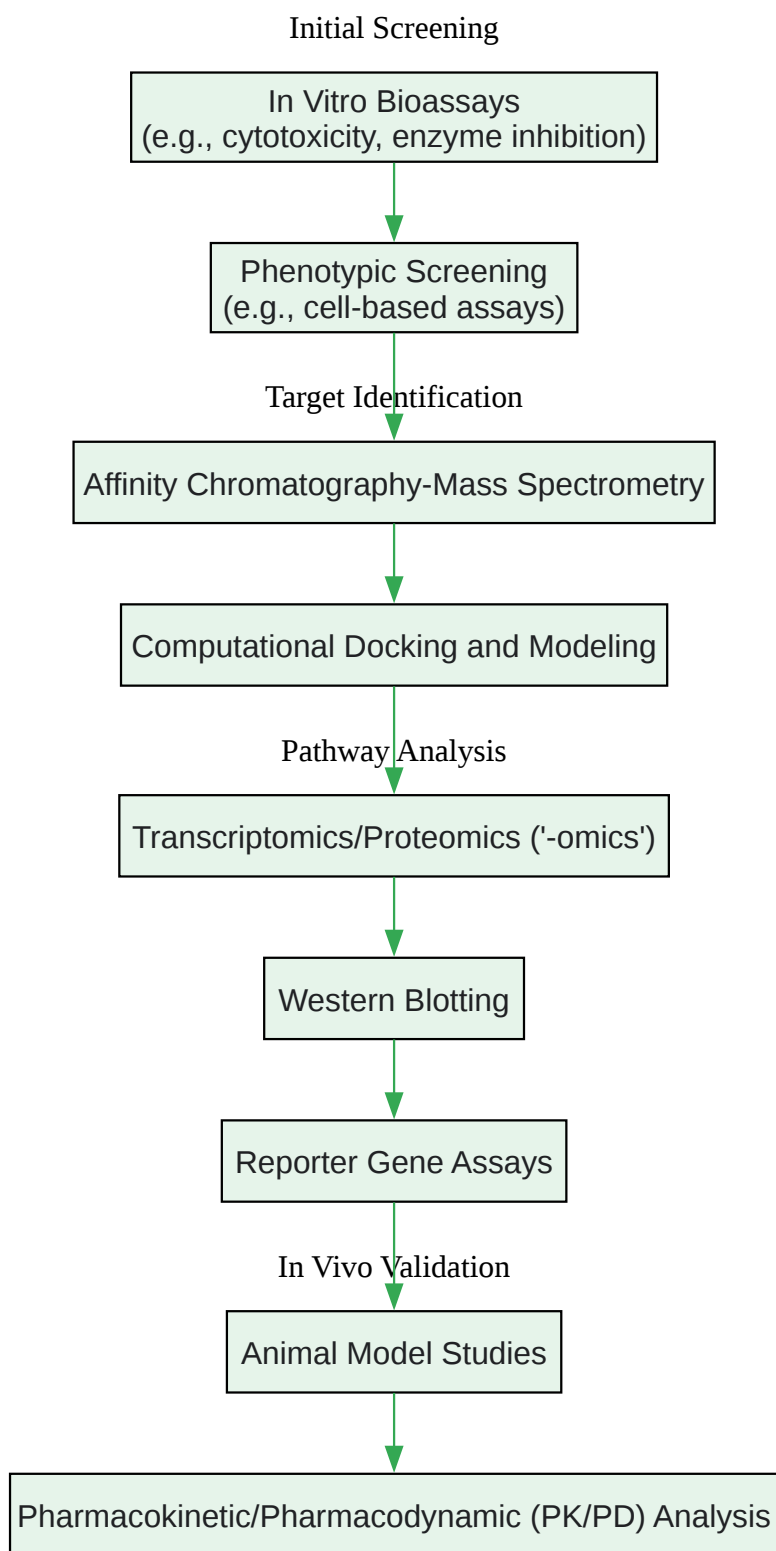 Initial Screening
In Vitro Bioassays
(e.g., cytotoxicity, enzyme inhibition)
Phenotypic Screening
(e.g., cell-based assays)
Target Identification
Affinity Chromatography-Mass Spectrometry
Computational Docking and Modeling
Pathway Analysis
Transcriptomics/Proteomics ('-omics')
Western Blotting
Reporter Gene Assays
In Vivo Validation
Animal Model Studies
Pharmacokinetic/Pharmacodynamic (PK/PD) Analysis